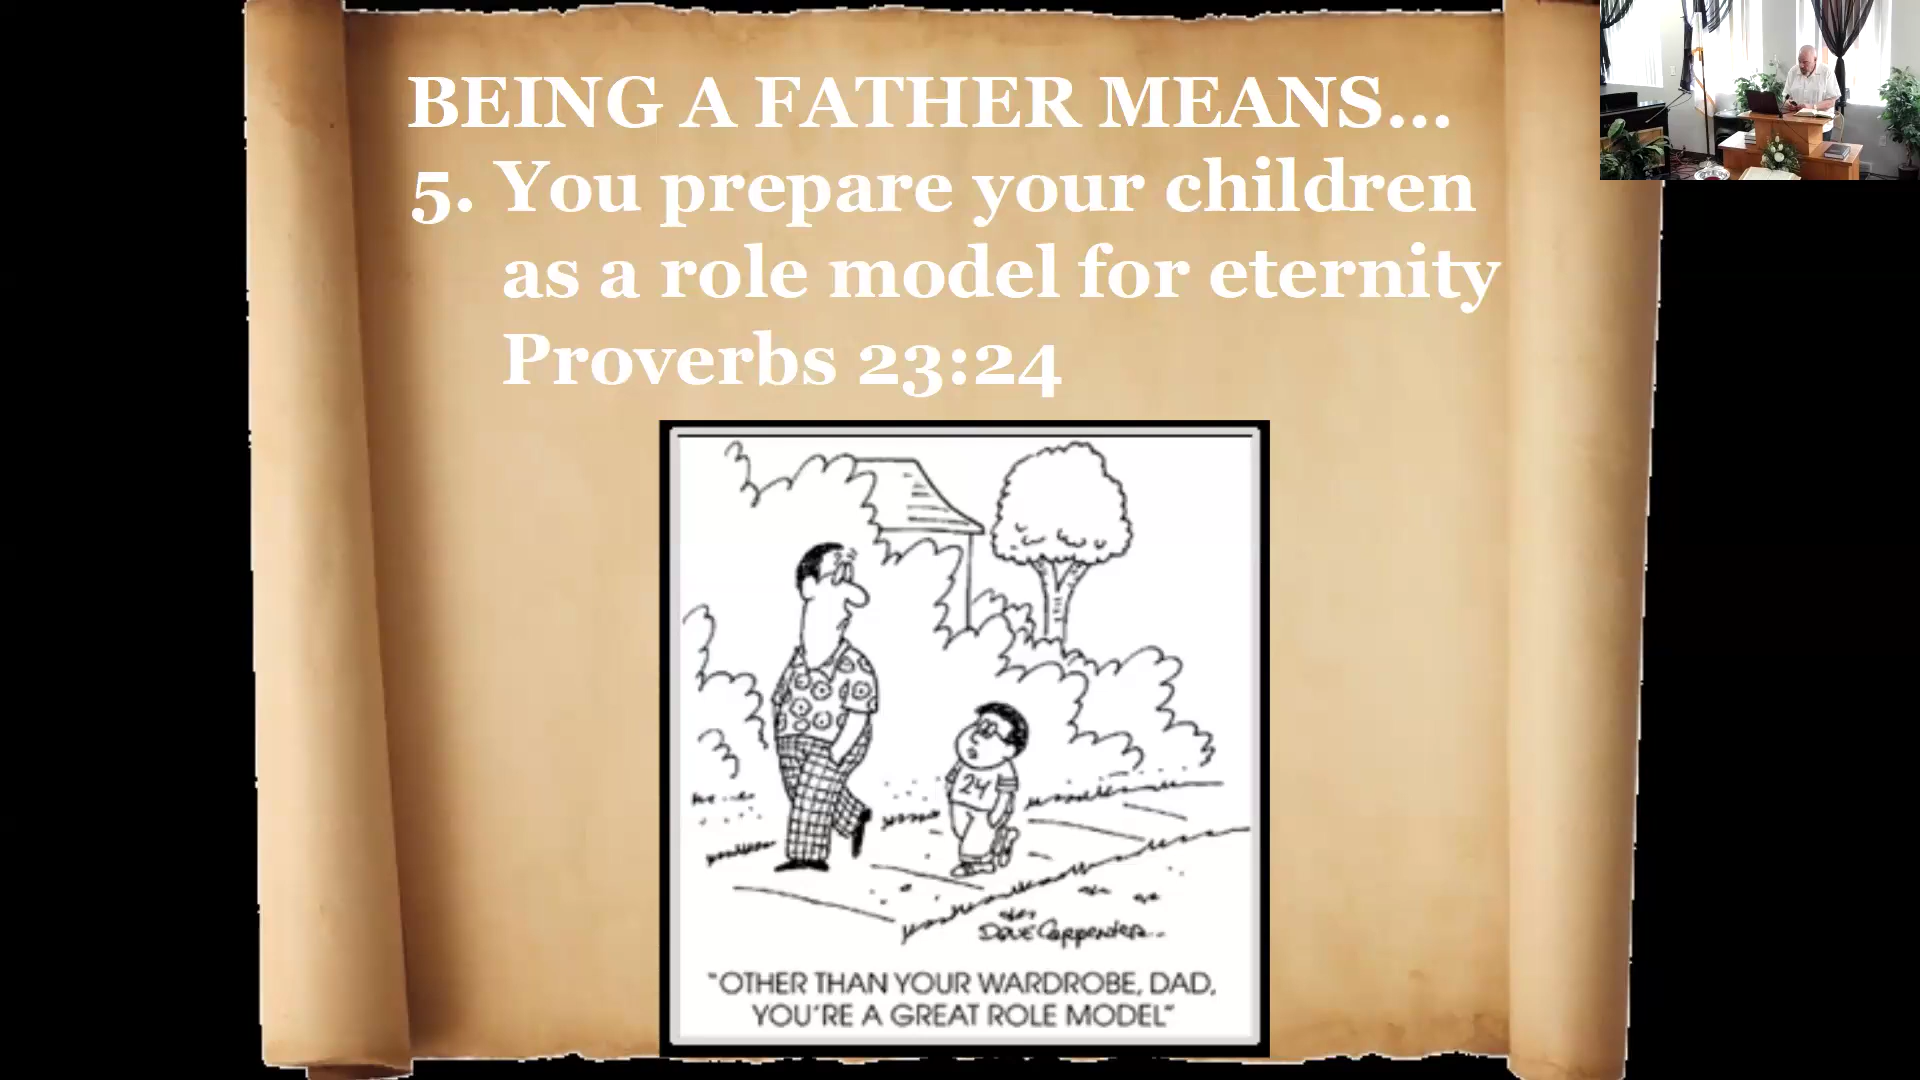 BEING A FATHER MEANS...
5. You prepare your children
as a role model for eternity
Proverbs 23:24
24
Dave Carpenter
"OTHER THAN YOUR WARDROBE, DAD,
YOU'RE A GREAT ROLE MODEL"